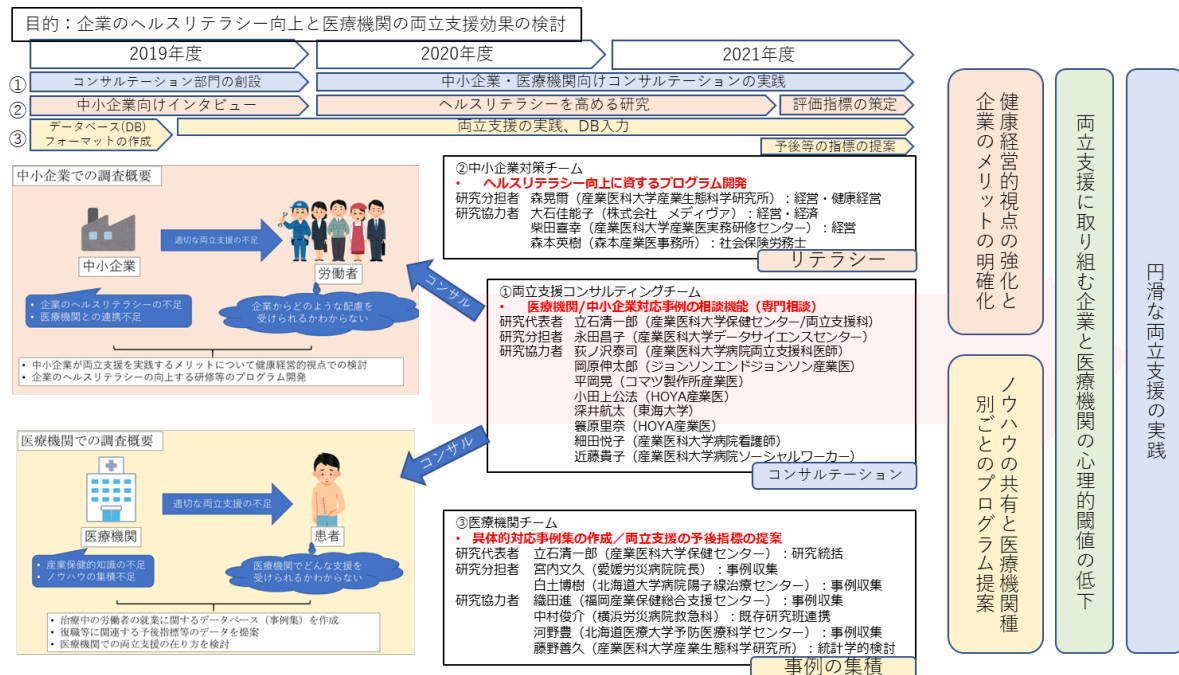 目的：企業のヘルスリテラシー向上と医療機関の両立支援効果の検討
2019年度
2020年度
2021年度
①
コンサルテーション部門の創設
中小企業・医療機関向けコンサルテーションの実践
②
中小企業向けインタビュー
ヘルスリテラシーを高める研究
評価指標の策定
③
データベース(DB)
フォーマットの作成
両立支援の実践、DB入力
予後等の指標の提案
中小企業での調査概要
中小企業
適切な両立支援の不足
労働者
・企業のヘルスリテラシーの不足
・医療機関との連携不足
企業からどのような配慮を
受けられるかわからない
・中小企業が両立支援を実践するメリットについて健康経営的視点での検討
・企業のヘルスリテラシーの向上する研修等のプログラム開発
医療機関での調査概要
医療機関
適切な両立支援の不足
患者
・産業保健的知識の不足
・ノウハウの集積不足
医療機関でどんな支援を
受けられるかわからない
・治療中の労働者の就業に関するデータベース（事例集）を作成
・復職等に関連する予後指標等のデータを提案
・医療機関での両立支援の在り方を検討
コンサル
コンサル
②中小企業対策チーム
・ヘルスリテラシー向上に資するプログラム開発
研究分担者 森晃爾（産業医科大学産業生態科学研究所）：経営・健康経営
研究協力者 大石佳能子（株式会社 メディヴァ）：経営・経済
柴田喜幸（産業医科大学産業医実務研修センター）：経営
森本英樹（森本産業医事務所）：社会保険労務士
リテラシー
①両立支援コンサルティングチーム
・医療機関/中小企業対応事例の相談機能（専門相談）
研究代表者 立石清一郎（産業医科大学保健センター/両立支援科）
研究分担者 永田昌子（産業医科大学データサイエンスセンター）
研究協力者 荻ノ沢泰司（産業医科大学病院両立支援科医師）
岡原伸太郎（ジョンソンエンドジョンソン産業医）
平岡晃（コマツ製作所産業医）
小田上公法（HOYA産業医）
深井航太（東海大学）
簑原里奈（HOYA産業医）
細田悦子（産業医科大学病院看護師）
近藤貴子（産業医科大学病院ソーシャルワーカー）
コンサルテーション
③医療機関チーム
・具体的対応事例集の作成／両立支援の予後指標の提案
研究代表者 立石清一郎（産業医科大学保健センター）：研究統括
研究分担者 宮内文久（愛媛労災病院院長）：事例収集
白土博樹（北海道大学病院陽子線治療センター）：事例収集
研究協力者 織田進（福岡産業保健総合支援センター）：事例収集
中村俊介（横浜労災病院救急科）：既存研究班連携
河野豊（北海道医療大学予防医療科学センター）：事例収集
藤野善久（産業医科大学産業生態科学研究所）：統計学的検討
事例の集積
健康経営的視点の強化と
企業のメリットの明確化
ノウハウの共有と医療機関種
別ごとのプログラム提案
両立支援に取り組む企業と医療機関の心理的閾値の低下
円滑な両立支援の実践